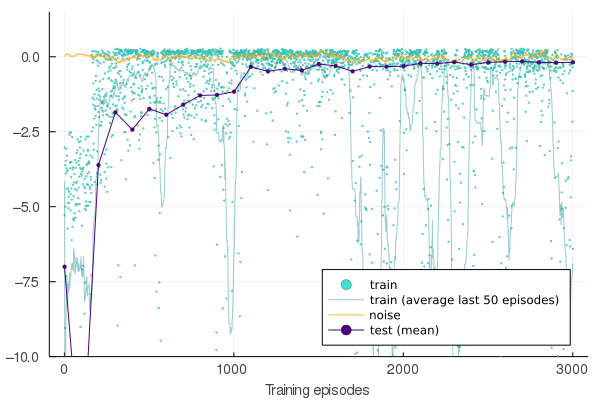 0.0
−2.5
−5.0
−7.5
−10.0
train
train (average last 50 episodes)
noise
test (mean)
0 1000 2000 3000
Training episodes